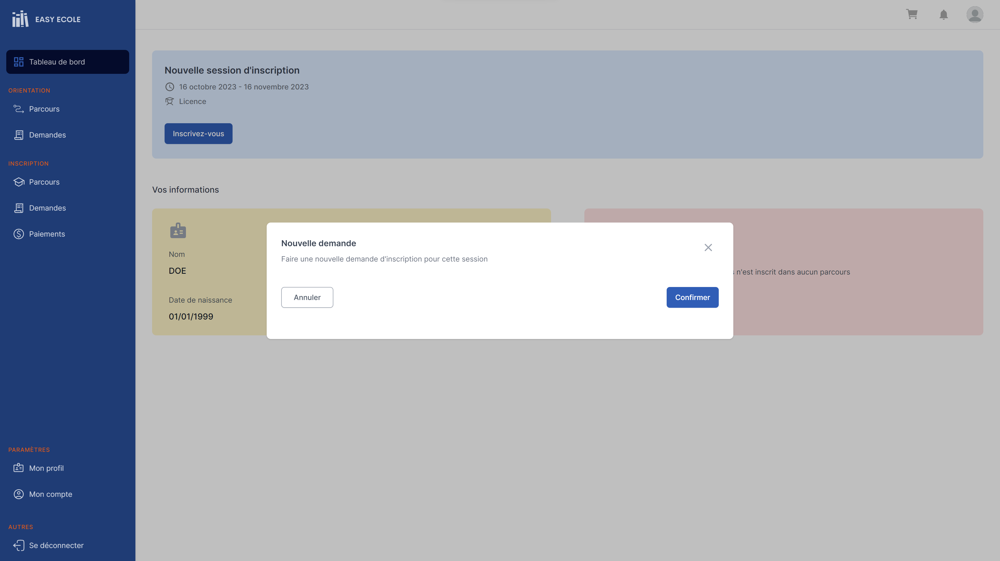 EASY ECOLE
Tableau de bord
ORIENTATION
Parcours
Demandes
INSCRIPTION
Parcours
Demandes
Paiements
PARAMÈTRES
Mon profil
Mon compte
AUTRES
Se déconnecter
Nouvelle session d'inscription
16 octobre 2023 - 16 novembre 2023
Licence
Inscrivez-vous
Vos informations
Nom
DOE
Date de naissance
01/01/1999
n'est inscrit dans aucun parcours
Nouvelle demande
Faire une nouvelle demande d'inscription pour cette session
Annuler
Confirmer